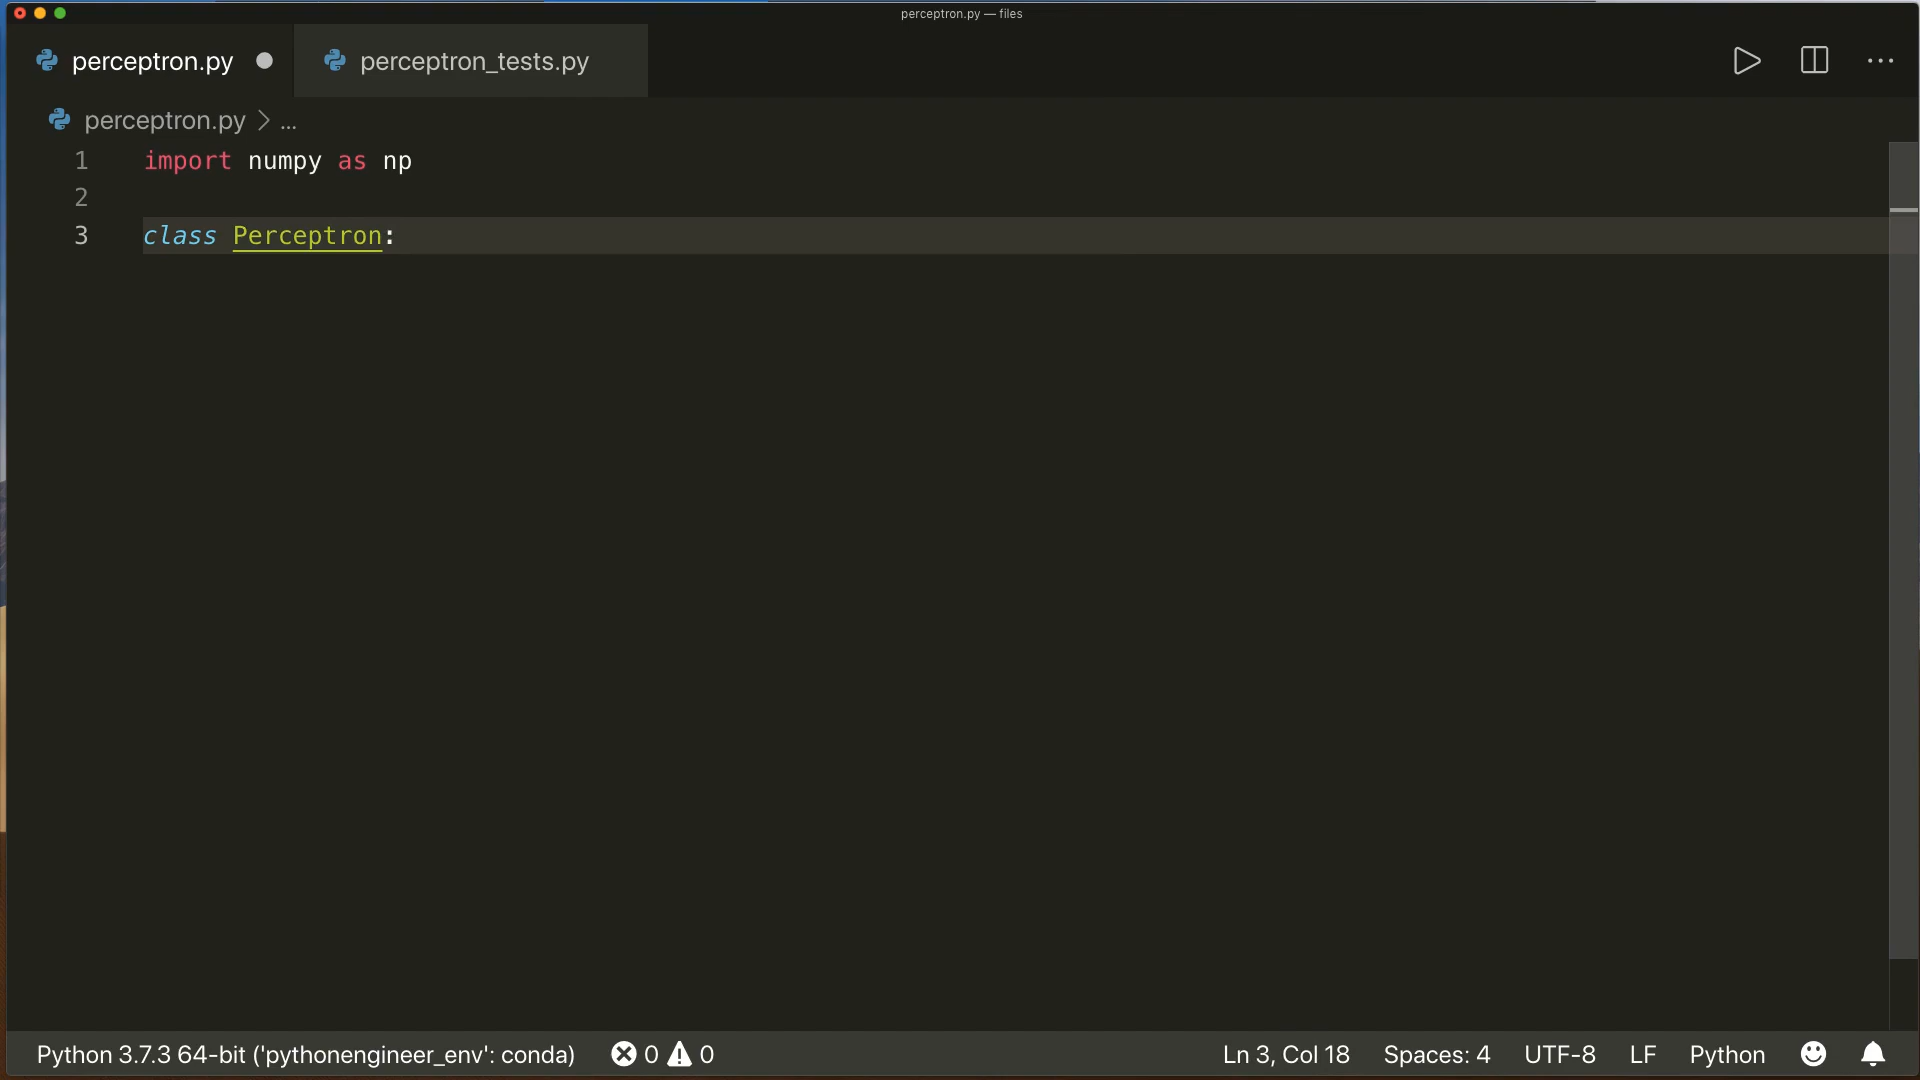 perceptron.py — files
perceptron.py
perceptron_tests.py
perceptron.py > ...
1 import numpy as np
2
3 class Perceptron:
Python 3.7.3 64-bit ('pythonengineer_env': conda) 0 0 Ln 3, Col 18 Spaces: 4 UTF-8 LF Python